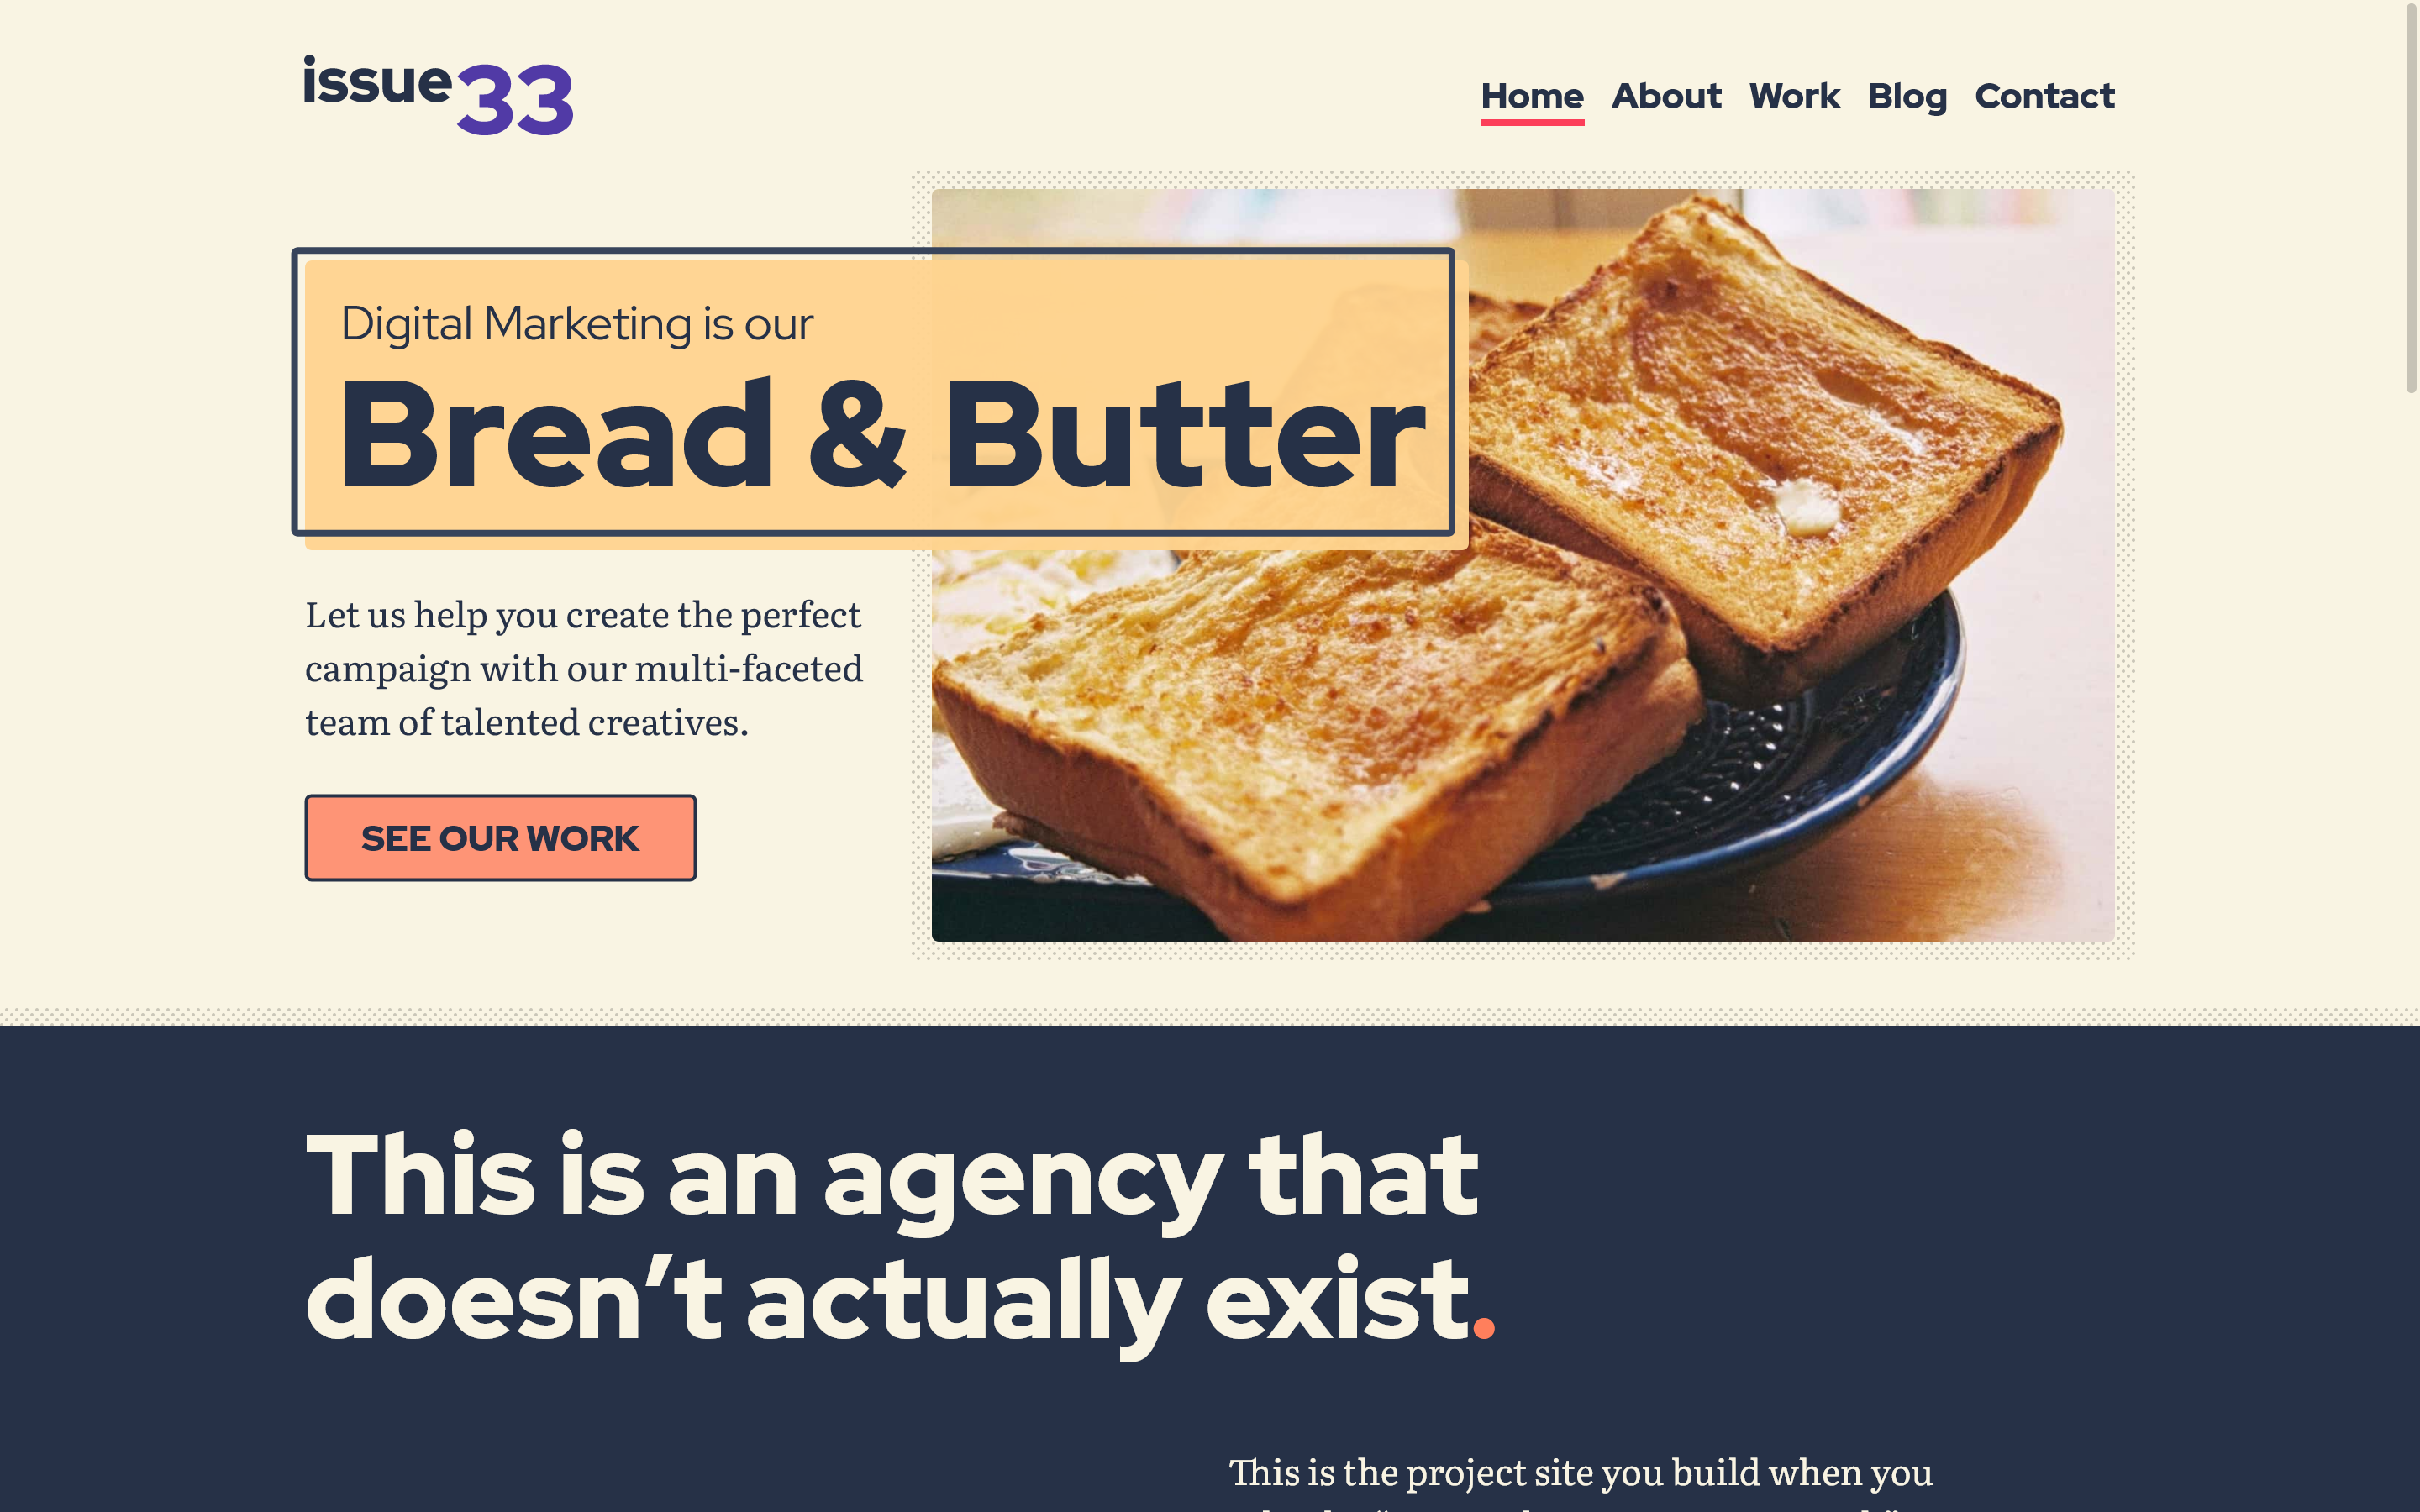 issue33
Home About Work Blog Contact
Digital Marketing is our
Bread & Butter
Let us help you create the perfect
campaign with our multi-faceted
team of talented creatives.
SEE OUR WORK
This is an agency that
doesn’t actually exist.
This is the project site you build when you